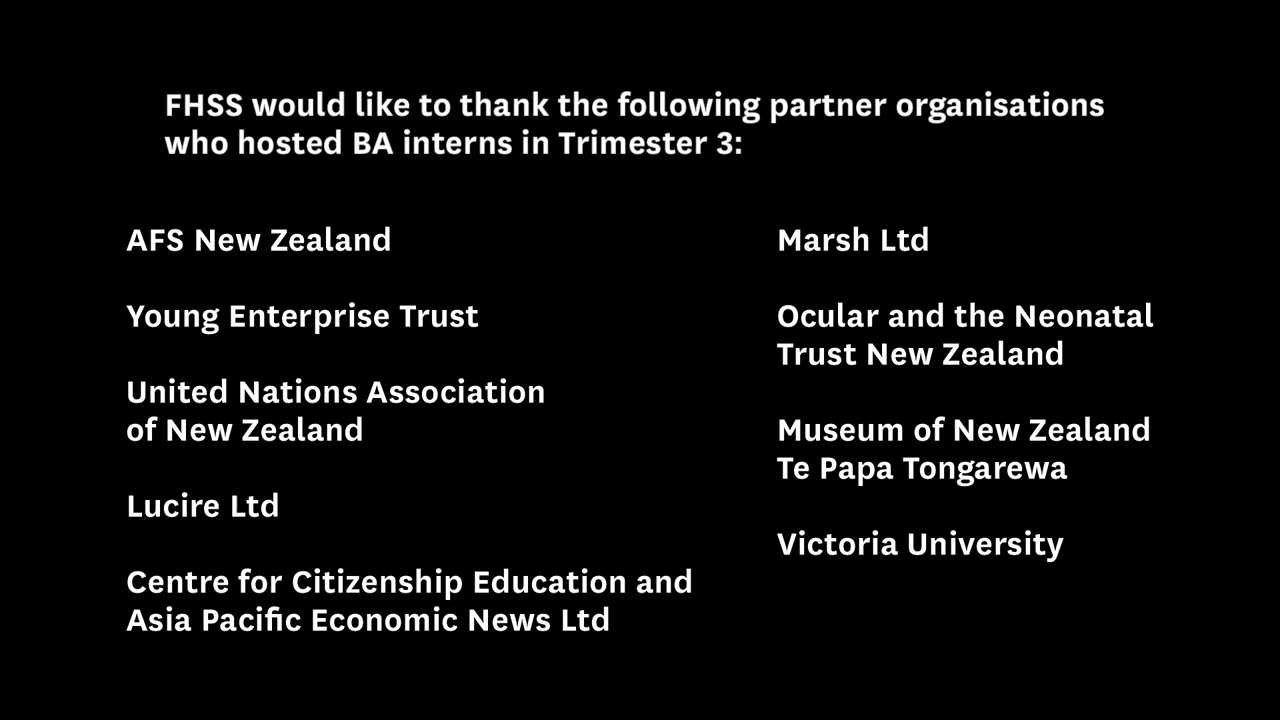 FHSS would like to thank the following partner organisations
who hosted BA interns in Trimester 3:
AFS New Zealand
Young Enterprise Trust
United Nations Association
of New Zealand
Lucire Ltd
Centre for Citizenship Education and
Asia Pacific Economic News Ltd
Marsh Ltd
Ocular and the Neonatal
Trust New Zealand
Museum of New Zealand
Te Papa Tongarewa
Victoria University